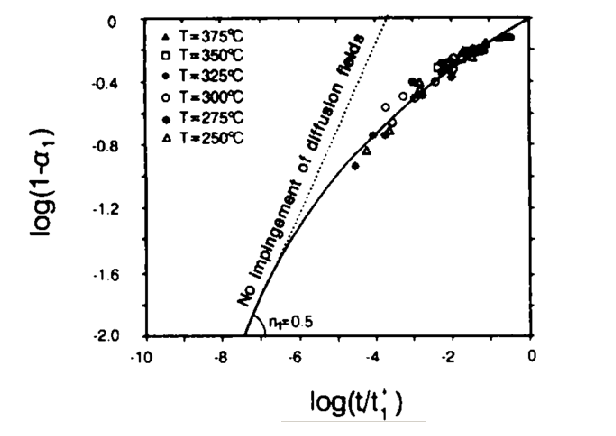 0
-0.4
-0.8
-1.2
-1.6
-2.0
log(1-α₁)
▲ T=375°C
□ T=350°C
● T=325°C
○ T=300°C
● T=275°C
△ T=250°C
No impingement of diffusion fields
n₁=0.5
-10 -8 -6 -4 -2 0
log(t/t₁*)